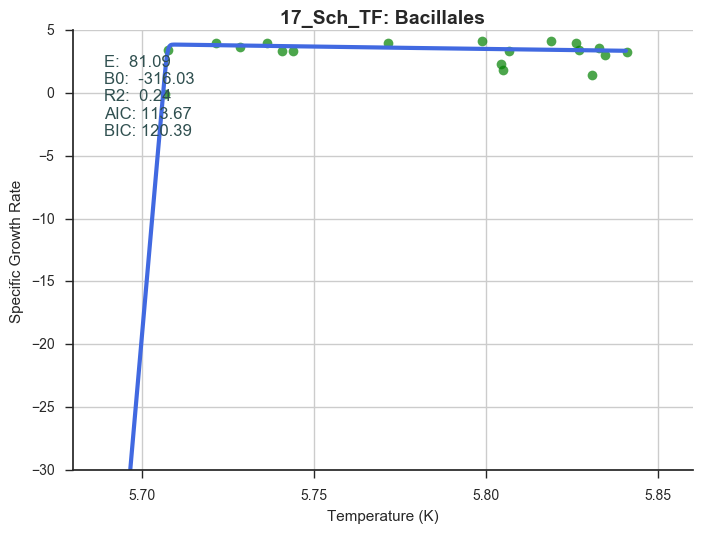 17_Sch_TF: Bacillales
5
0
−5
−10
−15
−20
−25
−30
E:  81.09
B0:  -316.03
R2:  0.24
AIC: 113.67
BIC: 120.39
Specific Growth Rate
5.70
5.75
5.80
5.85
Temperature (K)